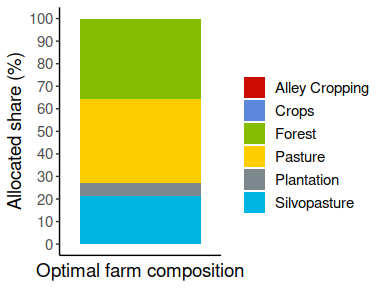 Allocated share (%)
100
90
80
70
60
50
40
30
20
10
0
Optimal farm composition
Alley Cropping
Crops
Forest
Pasture
Plantation
Silvopasture